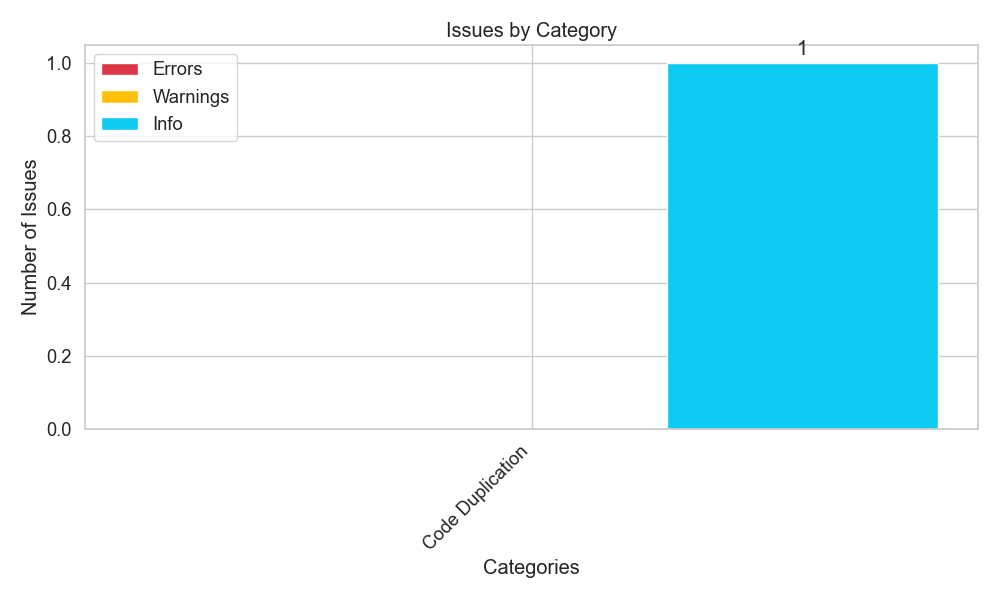 Issues by Category
1
Errors
Warnings
Info
1.0
0.8
0.6
0.4
0.2
0.0
Number of Issues
Code Duplication
Categories